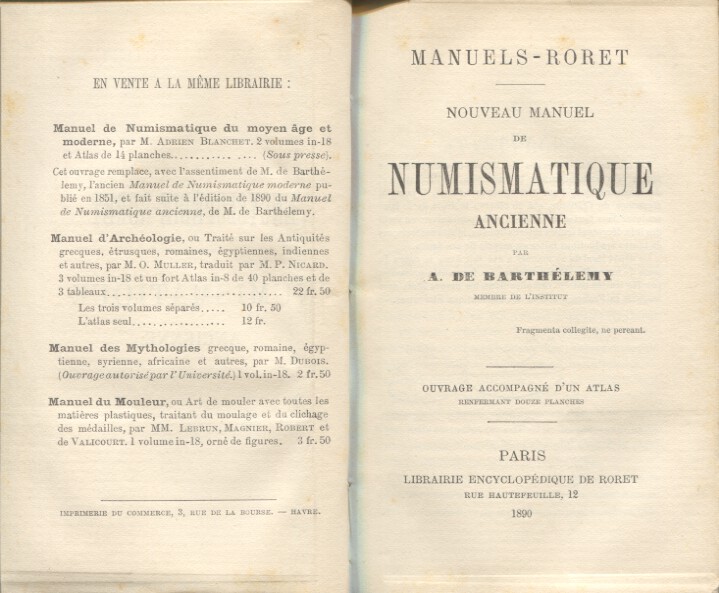 EN VENTE A LA MÊME LIBRAIRIE :
Manuel de Numismatique du moyen âge et
moderne, par M. ADRIEN BLANCHET. 2 volumes in-18
et Atlas de 14 planches............ .... (Sous presse).
Cet ouvrage remplace, avec l'assentiment de M. de Barthé-
lemy, l'ancien Manuel de Numismatique moderne pu-
blié en 1851, et fait suite à l'édition de 1890 du Manuel
de Numismatique ancienne, de M. de Barthélemy.
Manuel d'Archéologie, ou Traité sur les Antiquités
grecques, étrusques, romaines, égyptiennes, indiennes
et autres, par M. O. MULLER, traduit par M. P. NICARD.
3 volumes in-18 et un fort Atlas in-8 de 40 planches et de
3 tableaux................................ 22 fr. 50
Les trois volumes séparés..... 10 fr. 50
L'atlas seul................ 12 fr.
Manuel des Mythologies grecque, romaine, égyp-
tienne, syrienne, africaine et autres, par M. DUBOIS.
(Ouvrage autorisé par l'Université.) 1 vol. in-18. 2 fr. 50
Manuel du Mouleur, ou Art de mouler avec toutes les
matières plastiques, traitant du moulage et du clichage
des médailles, par MM. LEBRUN, MAGNIER, ROBERT et
de VALICOURT. 1 volume in-18, orné de figures. 3 fr. 50
IMPRINERIE DU COMMERCE, 3, RUE DE LA BOURSE. — HAVRE.
MANUELS-RORET
NOUVEAU MANUEL
DE
NUMISMATIQUE
ANCIENNE
PAR
A. DE BARTHÉLEMY
MEMBRE DE L'INSTITUT
Fragmenta collegite, ne pereant.
OUVRAGE ACCOMPAGNÉ D'UN ATLAS
RENFERMANT DOUZE PLANCHES
PARIS
LIBRAIRIE ENCYCLOPÉDIQUE DE RORET
RUE HAUTEFEUILLE, 12
1890